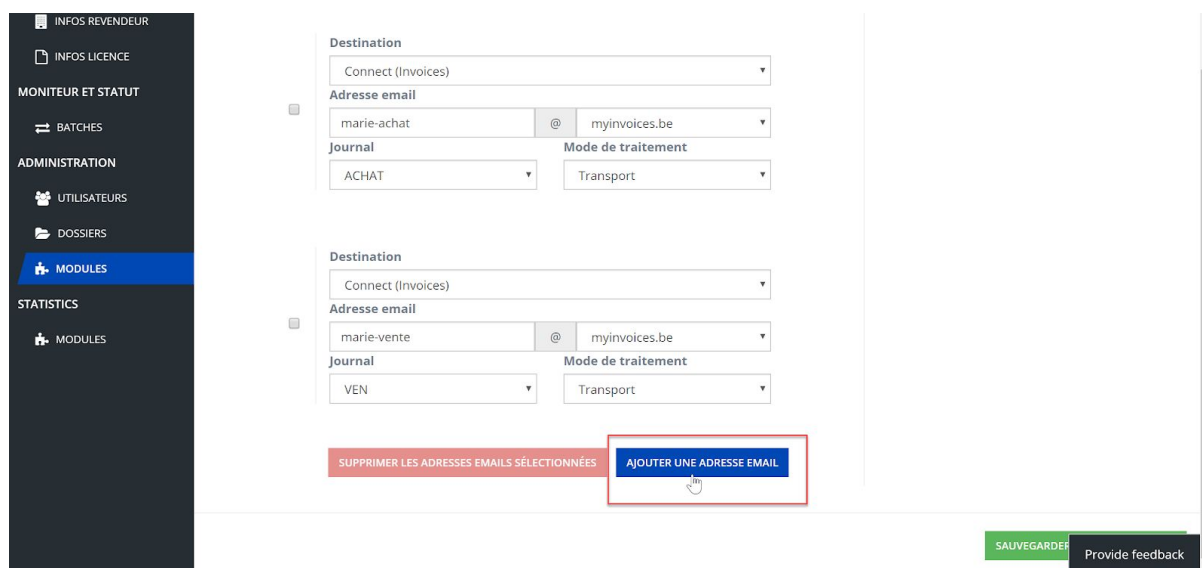 INFOS REVENDEUR
INFOS LICENCE
MONITEUR ET STATUT
BATCHES
ADMINISTRATION
UTILISATEURS
DOSSIERS
MODULES
STATISTICS
MODULES
Destination
Connect (Invoices)
Adresse email
marie-achat @ myinvoices.be
Journal Mode de traitement
ACHAT Transport
Destination
Connect (Invoices)
Adresse email
marie-vente @ myinvoices.be
Journal Mode de traitement
VEN Transport
SUPPRIMER LES ADRESSES EMAILS SÉLECTIONNÉES AJOUTER UNE ADRESSE EMAIL
SAUVEGARDER
Provide feedback